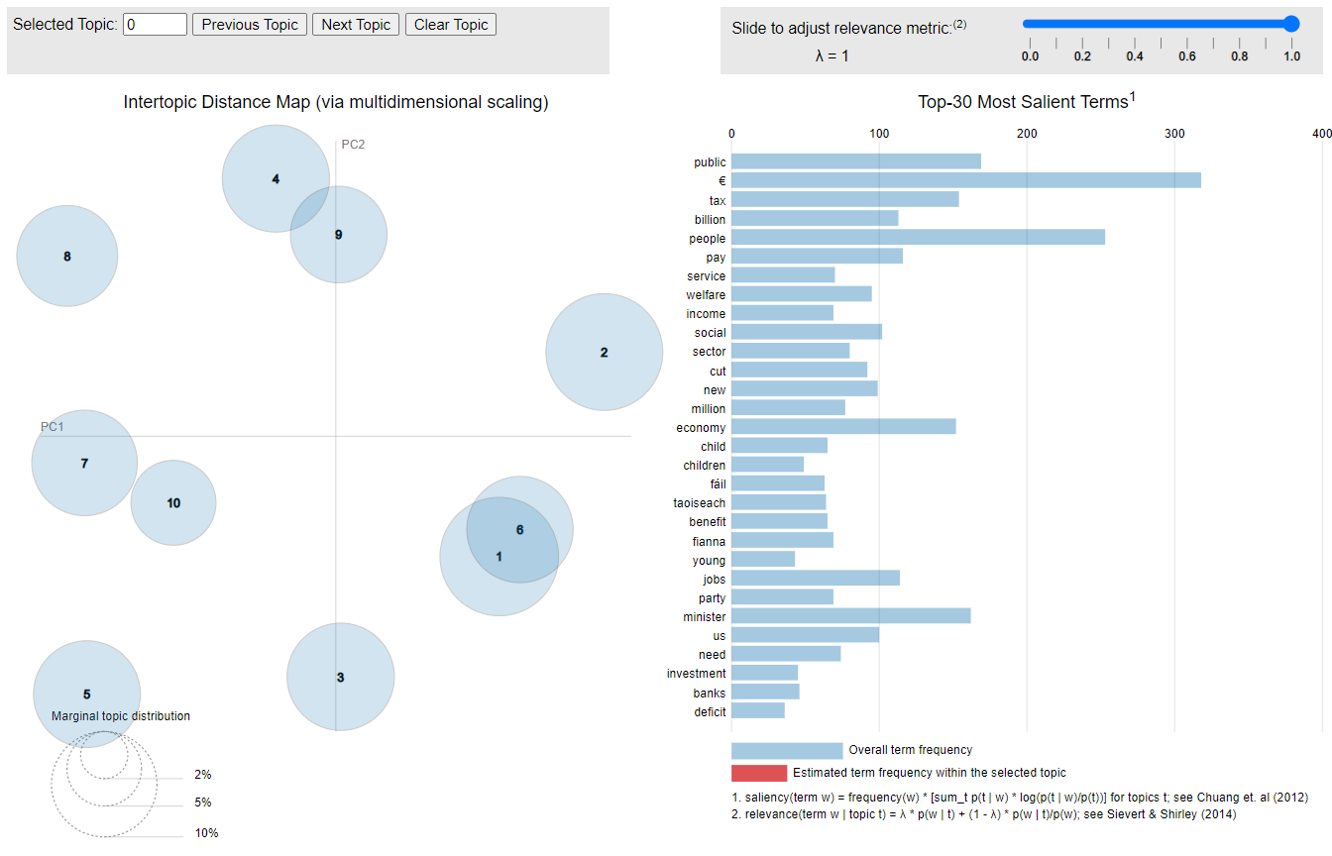 Selected Topic: 0 Previous Topic Next Topic Clear Topic
Slide to adjust relevance metric:(2)
λ = 1
0.0 0.2 0.4 0.6 0.8 1.0
Intertopic Distance Map (via multidimensional scaling)
PC2
PC1
4
9
8
2
7
10
6
1
3
5
Marginal topic distribution
2%
5%
10%
Top-30 Most Salient Terms1
0 100 200 300 400
public
€
tax
billion
people
pay
service
welfare
income
social
sector
cut
new
million
economy
child
children
fáil
taoiseach
benefit
fianna
young
jobs
party
minister
us
need
investment
banks
deficit
Overall term frequency
Estimated term frequency within the selected topic
1. saliency(term w) = frequency(w) * [sum_t p(t | w) * log(p(t | w)/p(t))] for topics t; see Chuang et. al (2012)
2. relevance(term w | topic t) = λ * p(w | t) + (1 - λ) * p(w | t)/p(w); see Sievert & Shirley (2014)